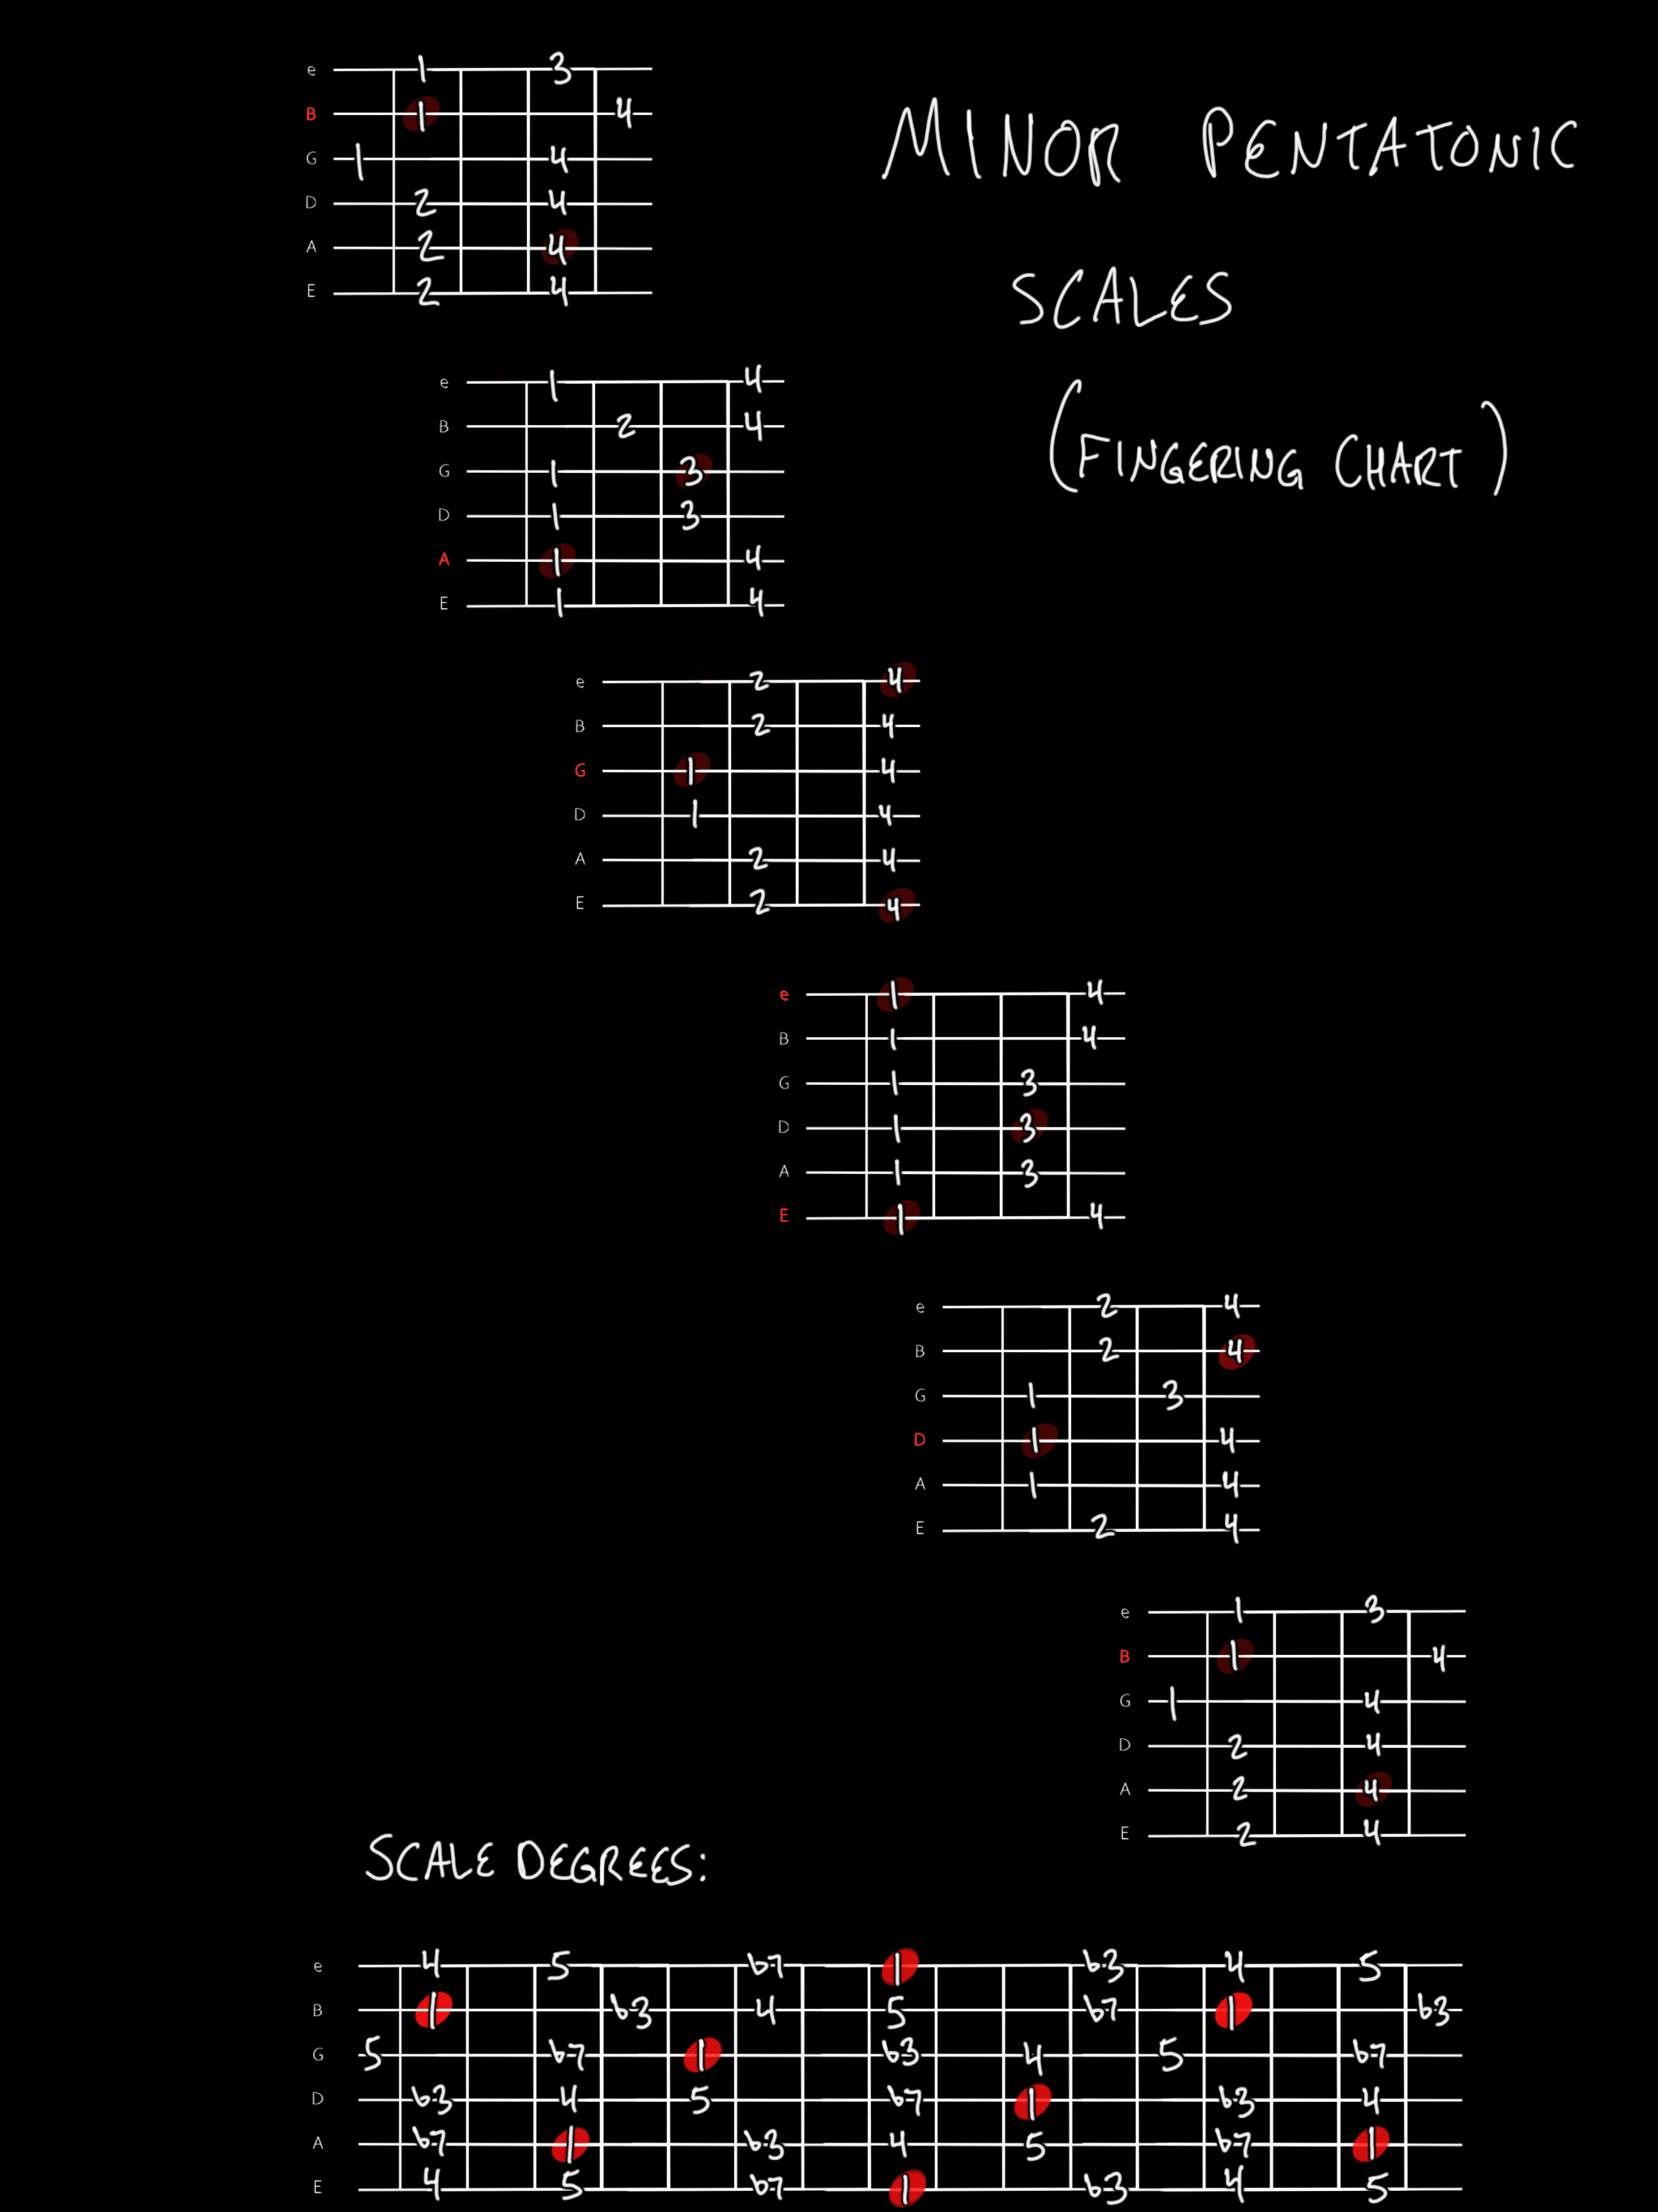 MINOR PENTATONIC
SCALES
(FINGERING CHART)
e 1 3
B 1 4
G 1 4
D 2 4
A 2 4
E 2 4
e 1 4
B 2 4
G 1 3
D 1 3
A 1 4
E 1 4
e 2 4
B 2 4
G 1 4
D 1 4
A 2 4
E 2 4
e 1 4
B 1 4
G 1 3
D 1 3
A 1 3
E 1 4
e 2 4
B 2 4
G 1 3
D 1 4
A 1 4
E 2 4
e 1 3
B 1 4
G 1 4
D 2 4
A 2 4
E 2 4
SCALE DEGREES:
e 4 5 b7 1 b3 4 5
B 1 b3 4 5 b7 1 b3
G 5 b7 1 b3 4 5 b7
D b3 4 5 b7 1 b3 4
A b7 1 b3 4 5 b7 1
E 4 5 b7 1 b3 4 5